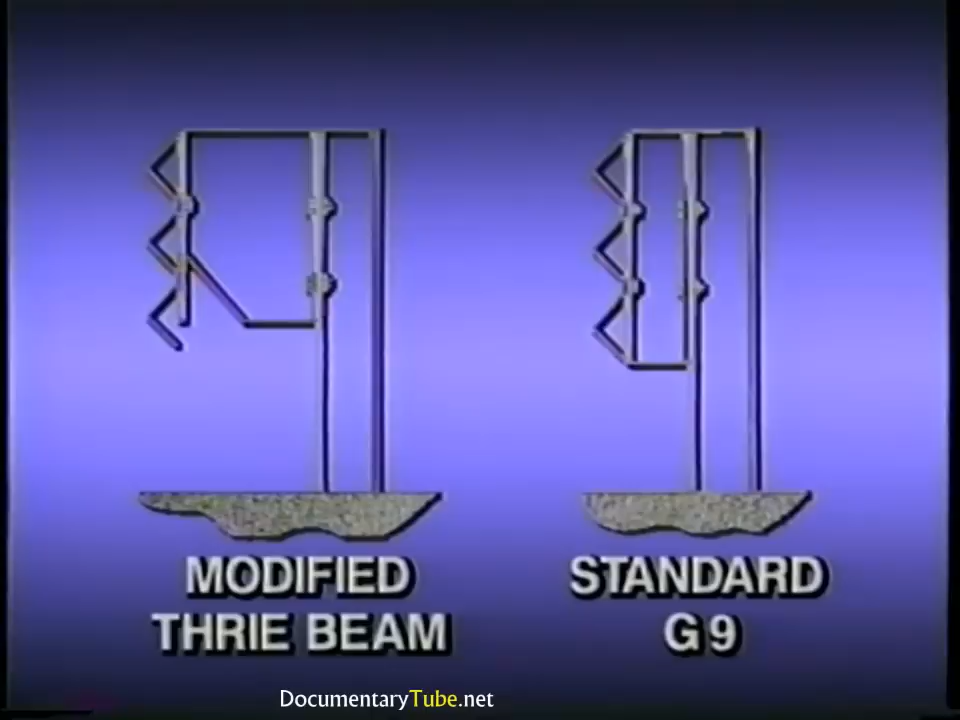 MODIFIED
THRIE BEAM
STANDARD
G9
DocumentaryTube.net